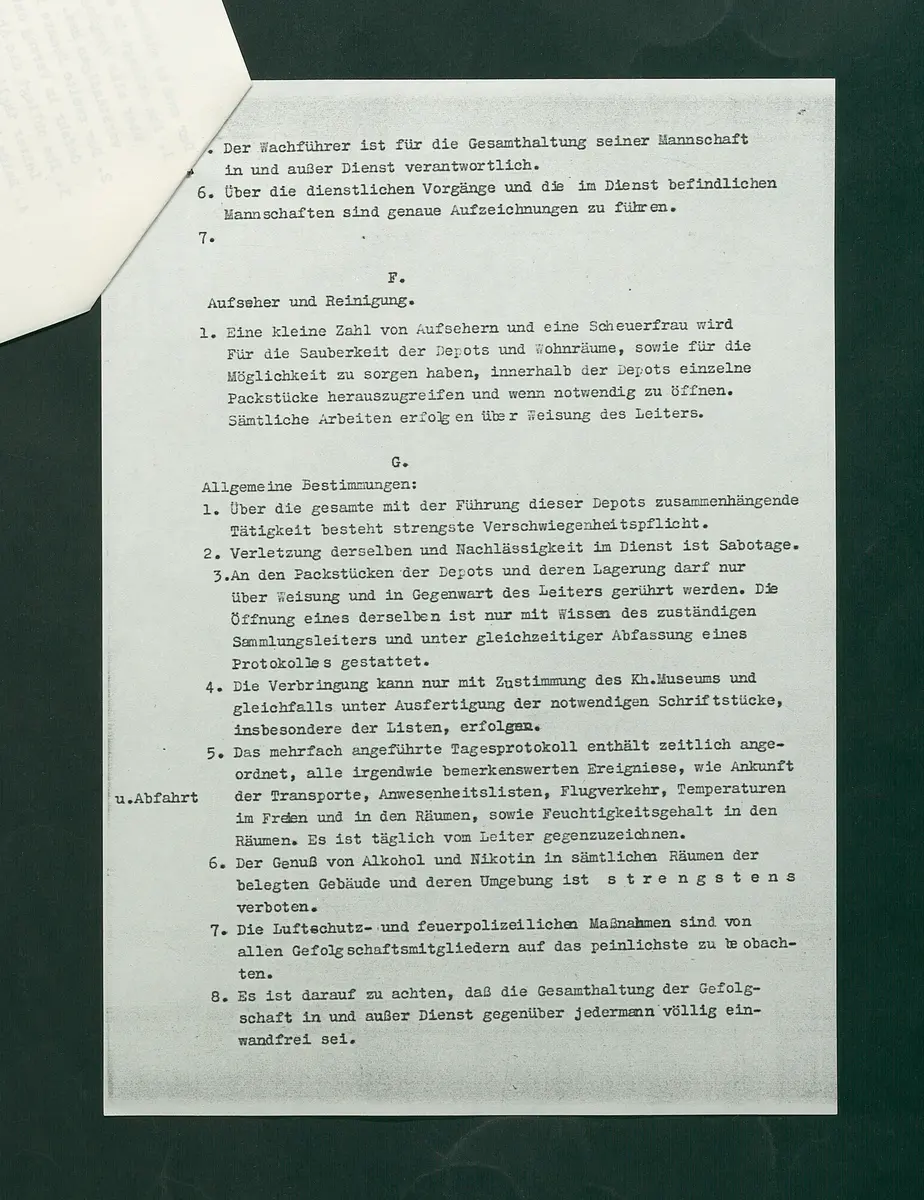 . Der Wachführer ist für die Gesamthaltung seiner Mannschaft
in und außer Dienst verantwortlich.
6. Über die dienstlichen Vorgänge und die im Dienst befindlichen
Mannschaften sind genaue Aufzeichnungen zu führen.
7.
F.
Aufseher und Reinigung.
1. Eine kleine Zahl von Aufsehern und eine Scheuerfrau wird
Für die Sauberkeit der Depots und Wohnräume, sowie für die
Möglichkeit zu sorgen haben, innerhalb der Depots einzelne
Packstücke herauszugreifen und wenn notwendig zu öffnen.
Sämtliche Arbeiten erfolgen über Weisung des Leiters.
G.
Allgemeine Bestimmungen:
1. Über die gesamte mit der Führung dieser Depots zusammenhängende
Tätigkeit besteht strengste Verschwiegenheitspflicht.
2. Verletzung derselben und Nachlässigkeit im Dienst ist Sabotage.
3.An den Packstücken der Depots und deren Lagerung darf nur
über Weisung und in Gegenwart des Leiters gerührt werden. Die
Öffnung eines derselben ist nur mit Wissen des zuständigen
Sammlungsleiters und unter gleichzeitiger Abfassung eines
Protokolles gestattet.
4. Die Verbringung kann nur mit Zustimmung des Kh.Museums und
gleichfalls unter Ausfertigung der notwendigen Schriftstücke,
insbesondere der Listen, erfolgen.
5. Das mehrfach angeführte Tagesprotokoll enthält zeitlich ange-
ordnet, alle irgendwie bemerkenswerten Ereignisse, wie Ankunft
u.Abfahrt der Transporte, Anwesenheitslisten, Flugverkehr, Temperaturen
im Freien und in den Räumen, sowie Feuchtigkeitsgehalt in den
Räumen. Es ist täglich vom Leiter gegenzuzeichnen.
6. Der Genuß von Alkohol und Nikotin in sämtlichen Räumen der
belegten Gebäude und deren Umgebung ist s t r e n g s t e n s
verboten.
7. Die Luftschutz- und feuerpolizeilichen Maßnahmen sind von
allen Gefolgschaftsmitgliedern auf das peinlichste zu beobach-
ten.
8. Es ist darauf zu achten, daß die Gesamthaltung der Gefolg-
schaft in und außer Dienst gegenüber jedermann völlig ein-
wandfrei sei.